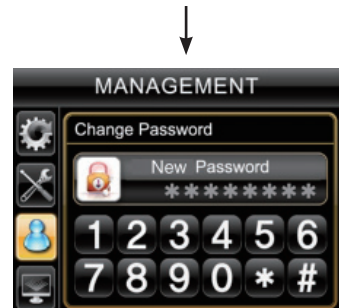 MANAGEMENT
Change Password
New Password
********
1 2 3 4 5 6
7 8 9 0 * #